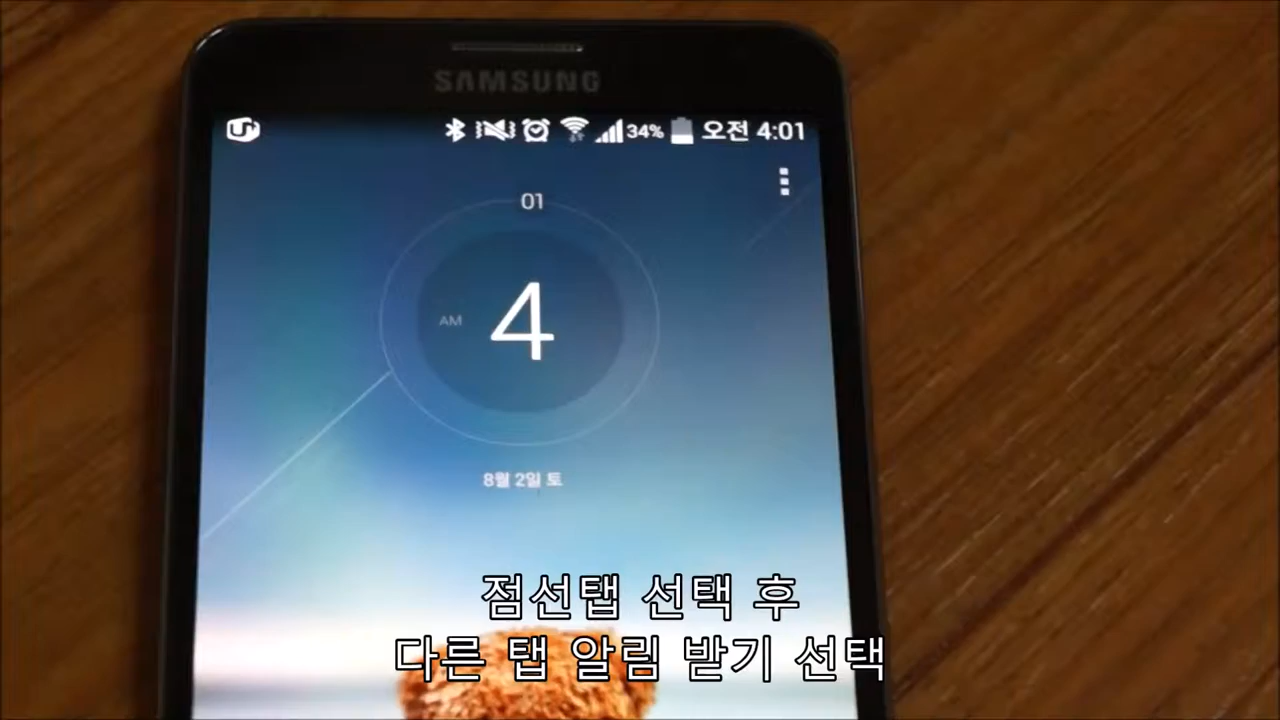 SAMSUNG
U+ 34% 오전 4:01
01
AM 4
8월 2일 토
점선탭 선택 후
다른 탭 알림 받기 선택